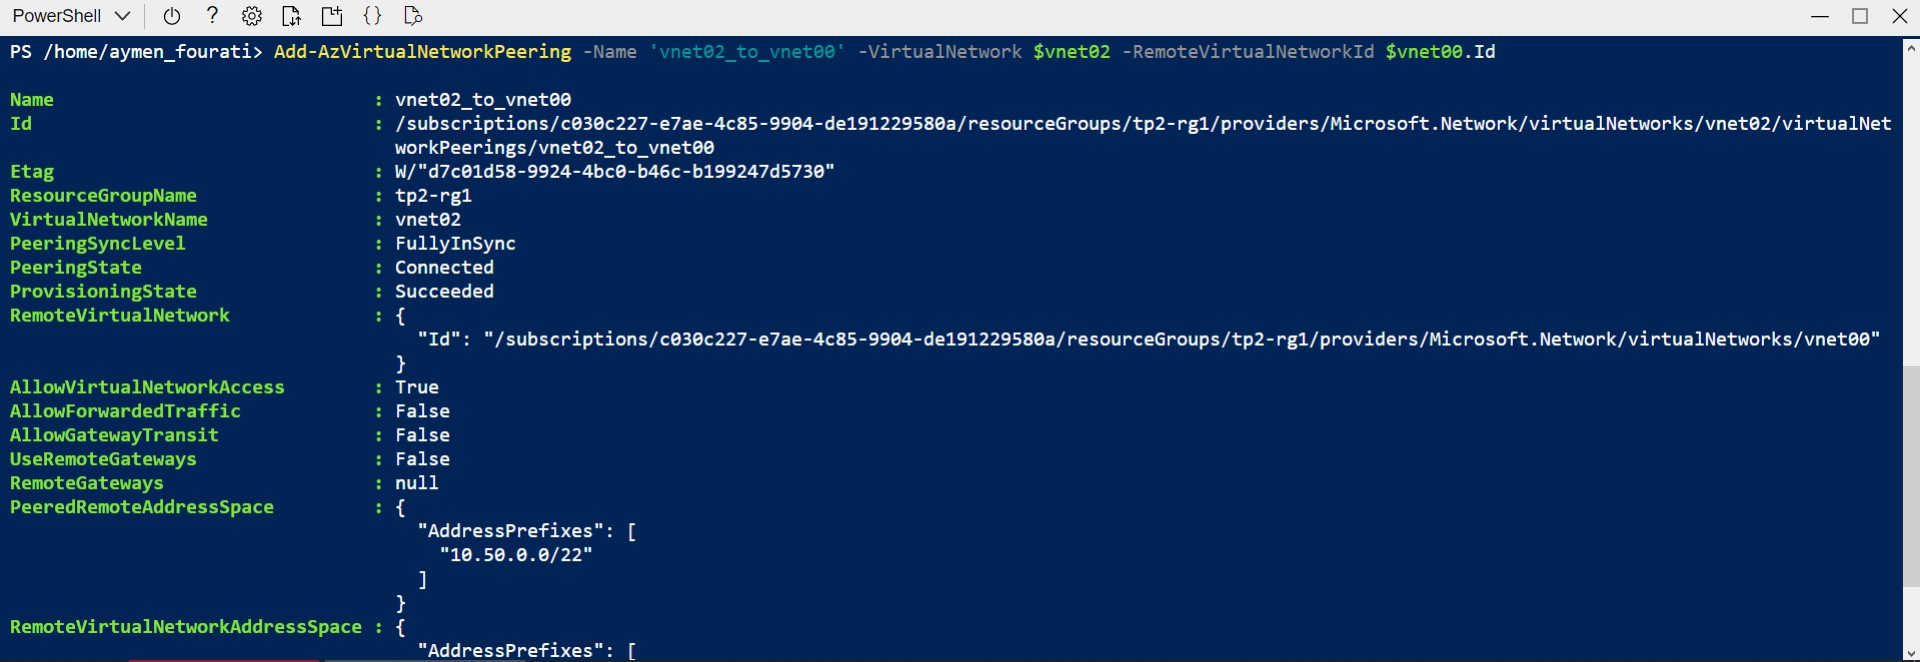 PowerShell
PS /home/aymen_fourati> Add-AzVirtualNetworkPeering -Name 'vnet02_to_vnet00' -VirtualNetwork $vnet02 -RemoteVirtualNetworkId $vnet00.Id
Name : vnet02_to_vnet00
Id : /subscriptions/c030c227-e7ae-4c85-9904-de191229580a/resourceGroups/tp2-rg1/providers/Microsoft.Network/virtualNetworks/vnet02/virtualNet
workPeerings/vnet02_to_vnet00
Etag : W/"d7c01d58-9924-4bc0-b46c-b199247d5730"
ResourceGroupName : tp2-rg1
VirtualNetworkName : vnet02
PeeringSyncLevel : FullyInSync
PeeringState : Connected
ProvisioningState : Succeeded
RemoteVirtualNetwork : {
"Id": "/subscriptions/c030c227-e7ae-4c85-9904-de191229580a/resourceGroups/tp2-rg1/providers/Microsoft.Network/virtualNetworks/vnet00"
}
AllowVirtualNetworkAccess : True
AllowForwardedTraffic : False
AllowGatewayTransit : False
UseRemoteGateways : False
RemoteGateways : null
PeeredRemoteAddressSpace : {
"AddressPrefixes": [
"10.50.0.0/22"
]
}
RemoteVirtualNetworkAddressSpace : {
"AddressPrefixes": [